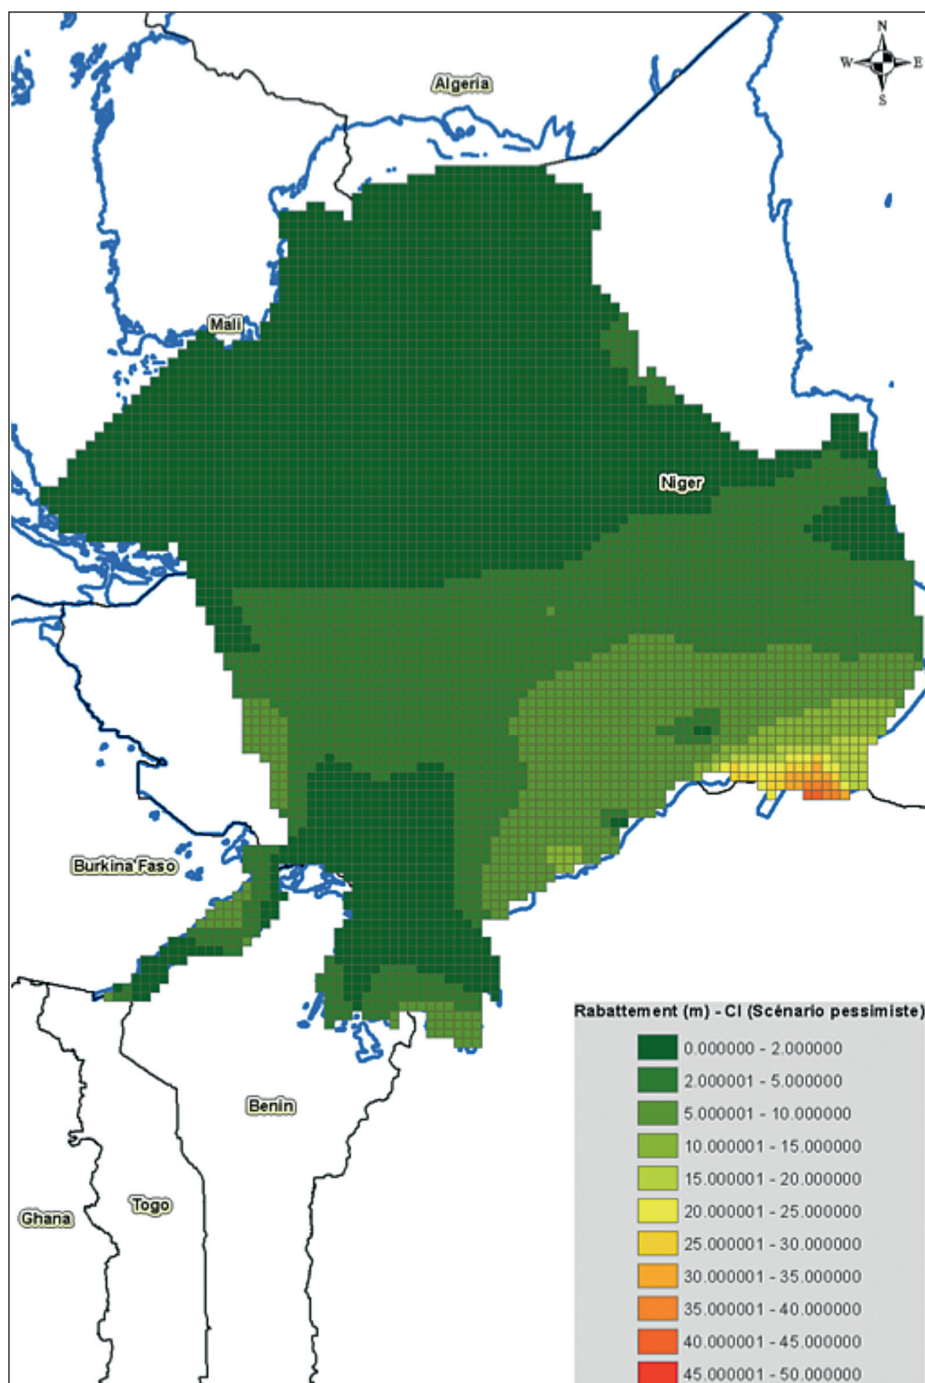 N
W E
S
Algeria
Mali
Niger
Burkina Faso
Benin
Togo
Ghana
Rabattement (m) - CI (Scénario pessimiste)
0.000000 - 2.000000
2.000001 - 5.000000
5.000001 - 10.000000
10.000001 - 15.000000
15.000001 - 20.000000
20.000001 - 25.000000
25.000001 - 30.000000
30.000001 - 35.000000
35.000001 - 40.000000
40.000001 - 45.000000
45.000001 - 50.000000